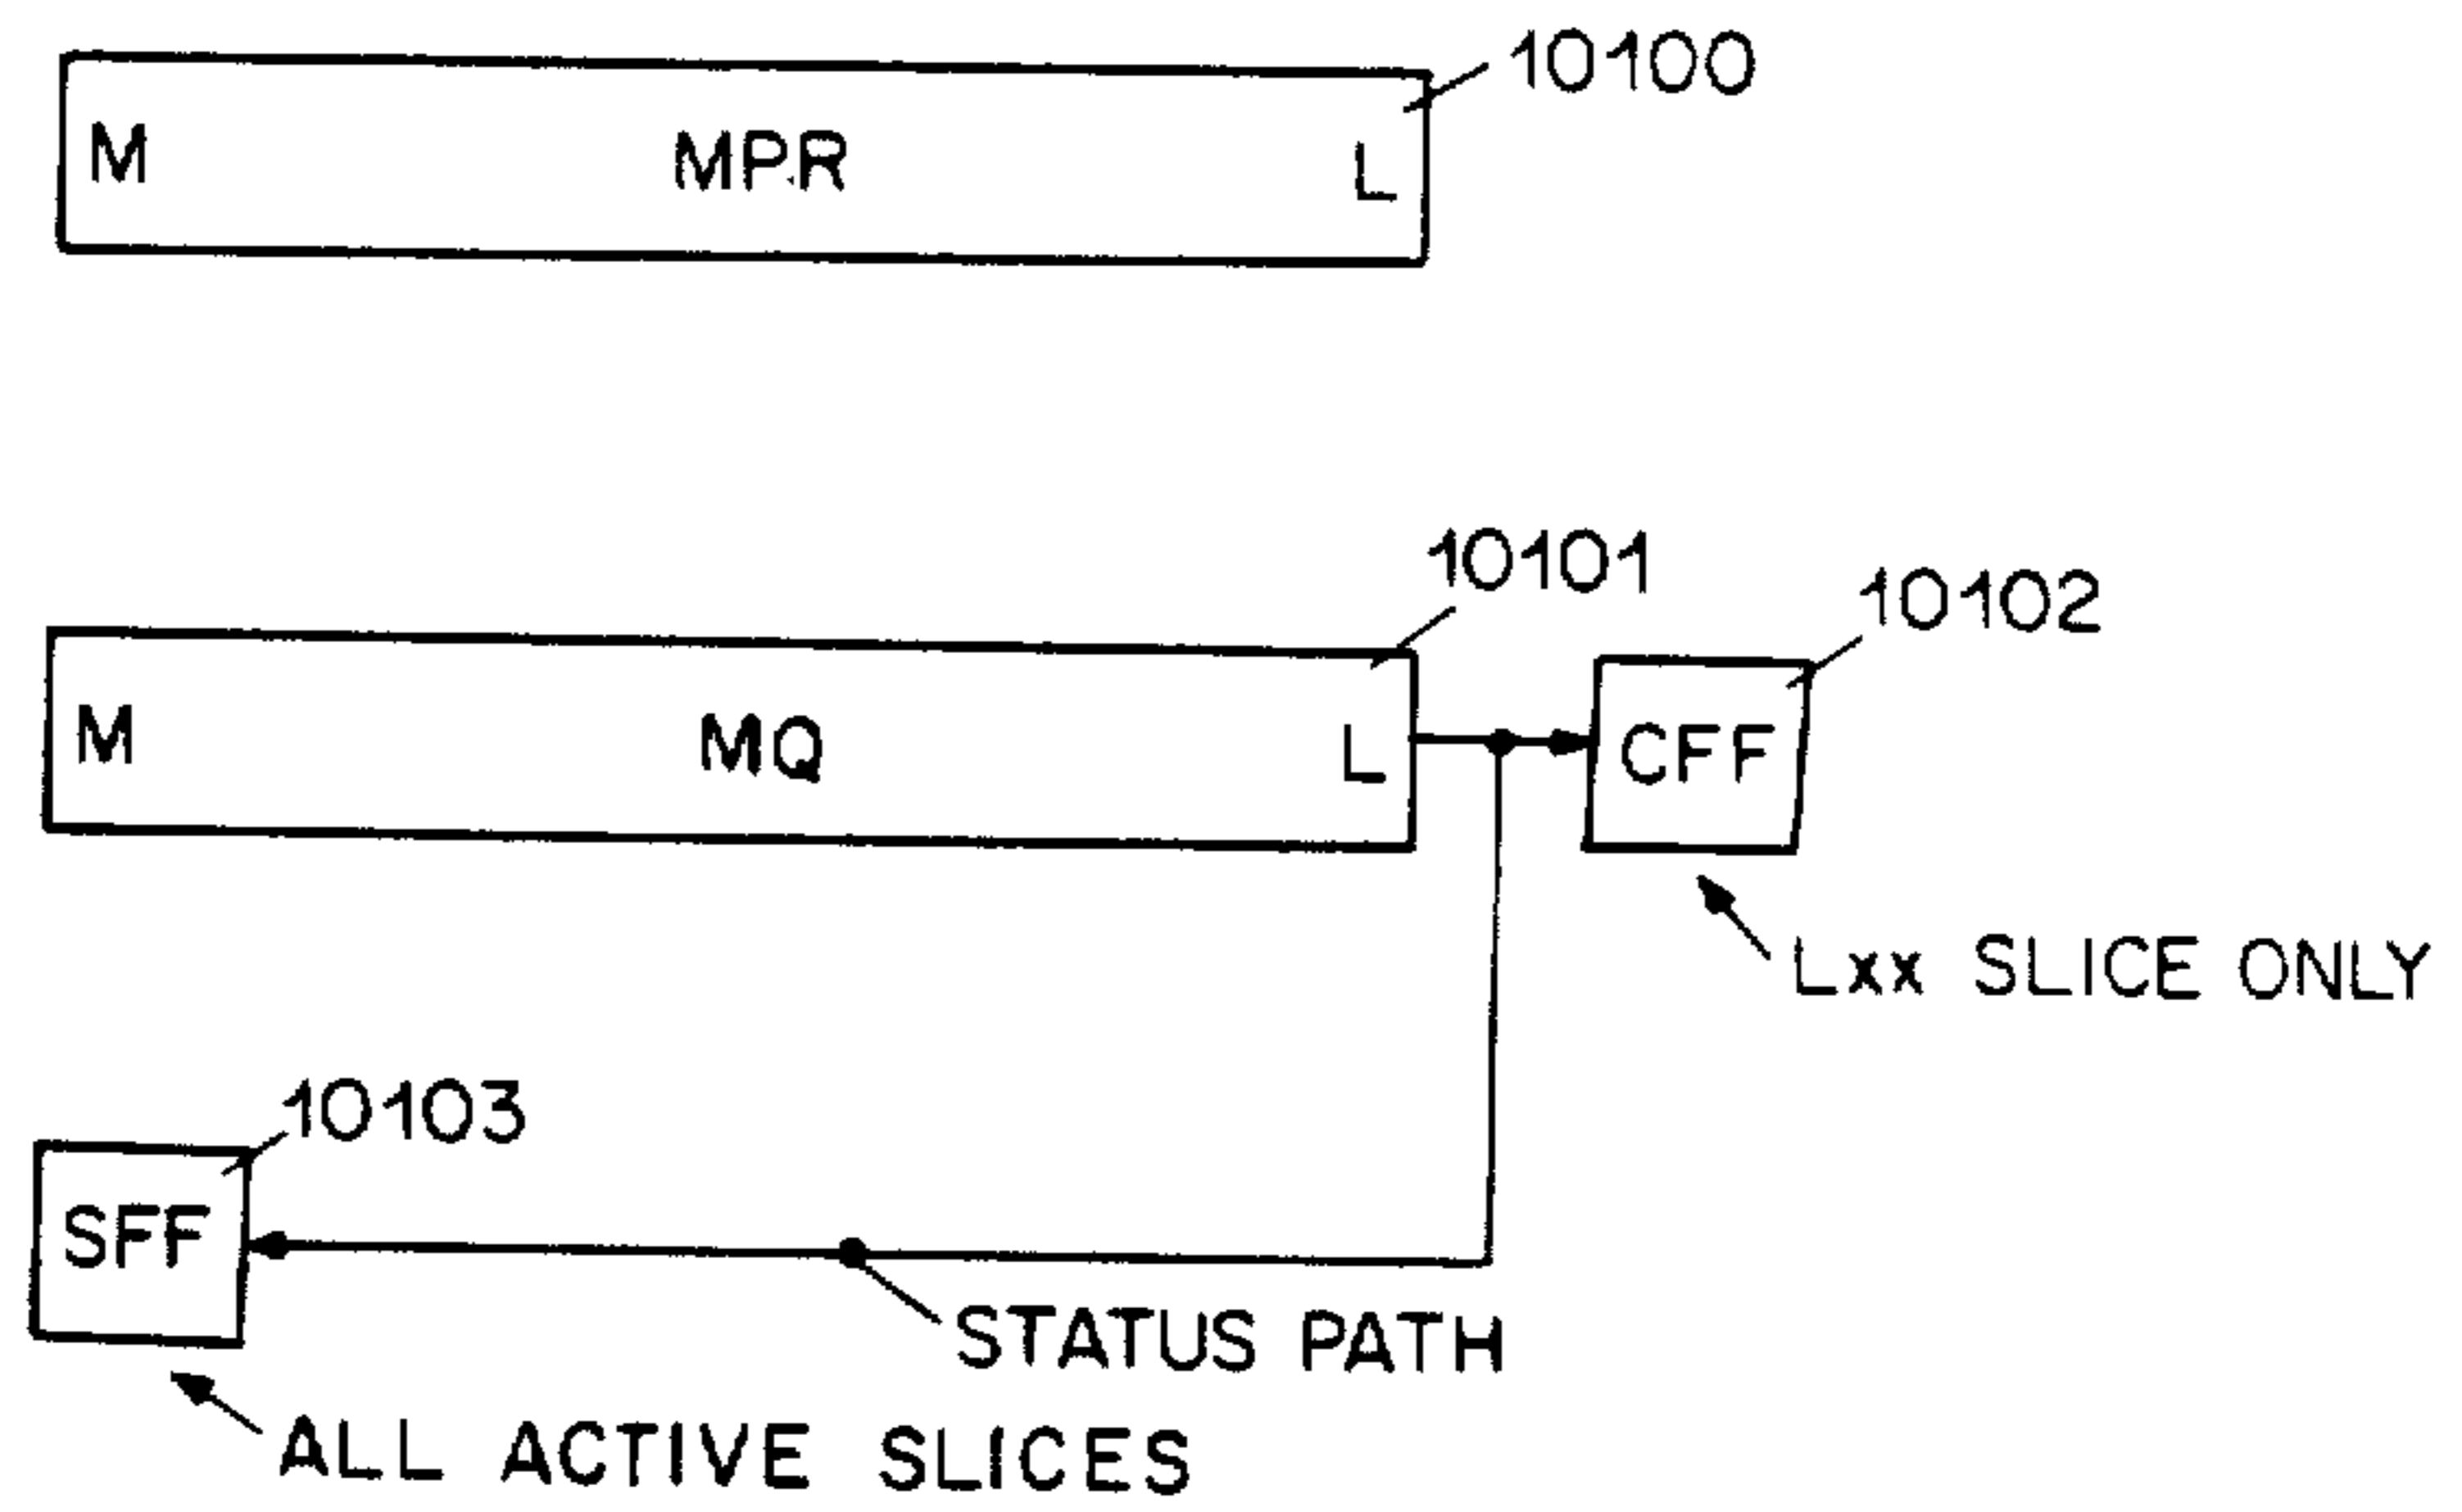 10100
M MPR L
10101
10102
M MQ L
CFF
Lxx SLICE ONLY
10103
SFF
STATUS PATH
ALL ACTIVE SLICES